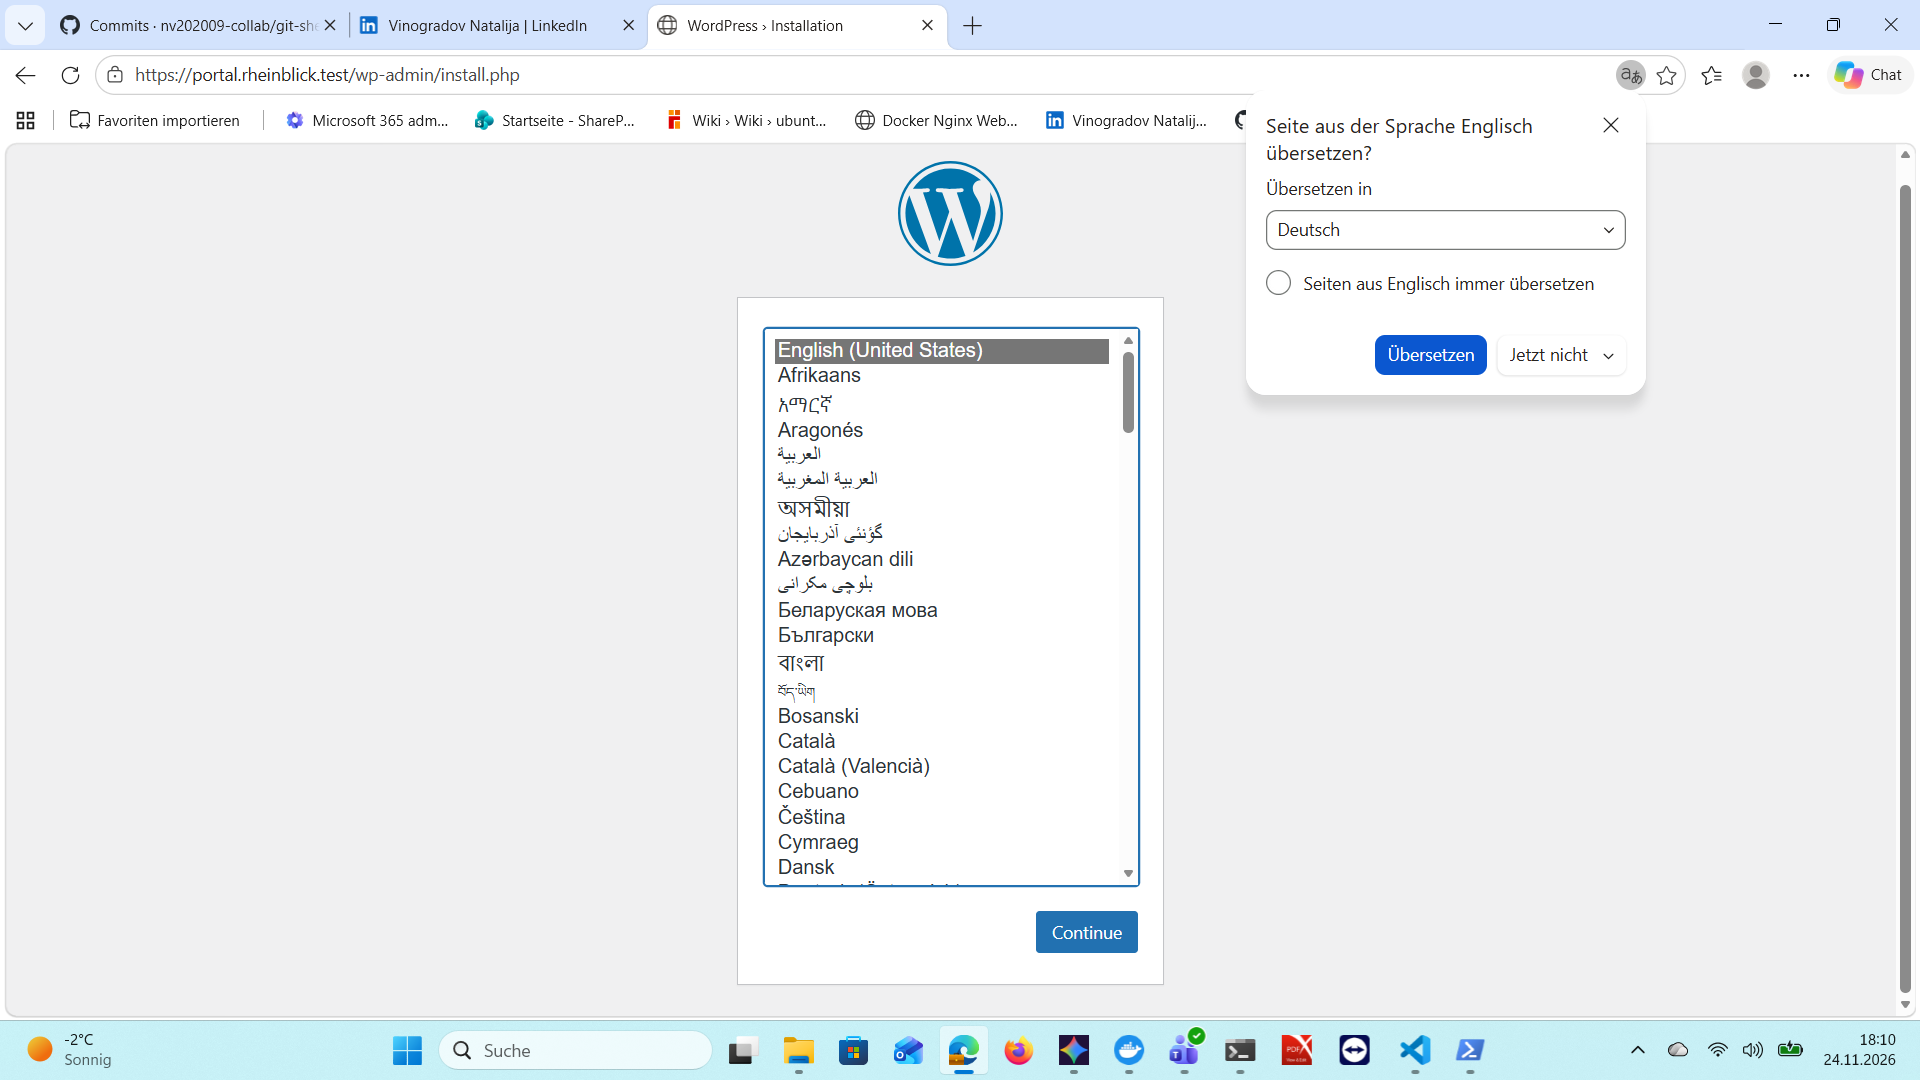 Commits · nv202009-collab/git-she
Vinogradov Natalija | LinkedIn
WordPress › Installation
https://portal.rheinblick.test/wp-admin/install.php
Chat
Favoriten importieren
Microsoft 365 adm...
Startseite - ShareP...
Wiki › Wiki › ubunt...
Docker Nginx Web...
Vinogradov Natalij...
Seite aus der Sprache Englisch
übersetzen?
Übersetzen in
Deutsch
Seiten aus Englisch immer übersetzen
Übersetzen
Jetzt nicht
English (United States)
Afrikaans
አማርኛ
Aragonés
العربية
العربية المغربية
অসমীয়া
گؤنئی آذربایجان
Azərbaycan dili
بلوچی مکرانی
Беларуская мова
Български
বাংলা
བོད་ཡིག
Bosanski
Català
Català (Valencià)
Cebuano
Čeština
Cymraeg
Dansk
Continue
-2°C
Sonnig
Suche
18:10
24.11.2026